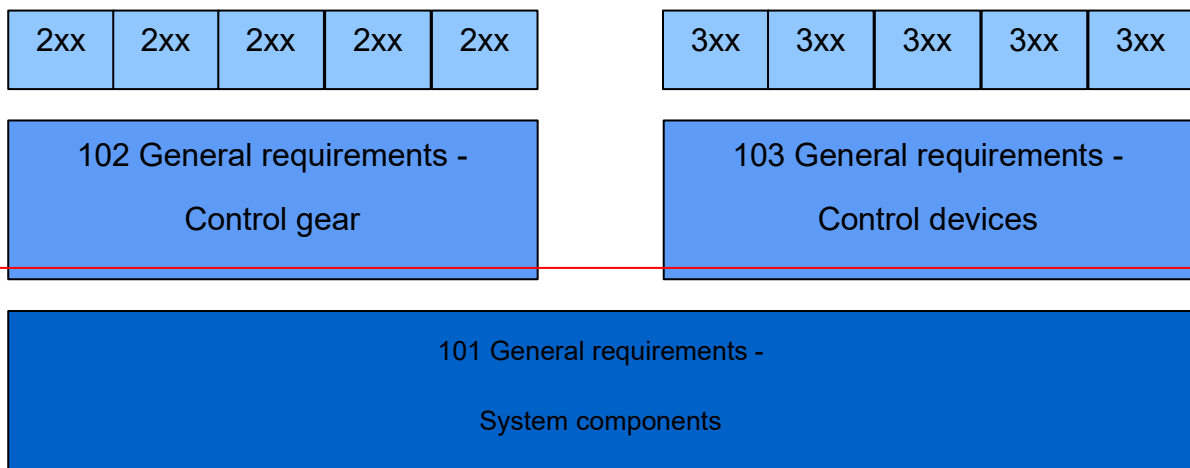 2xx 2xx 2xx 2xx 2xx 3xx 3xx 3xx 3xx 3xx
102 General requirements -
Control gear
103 General requirements -
Control devices
101 General requirements -
System components